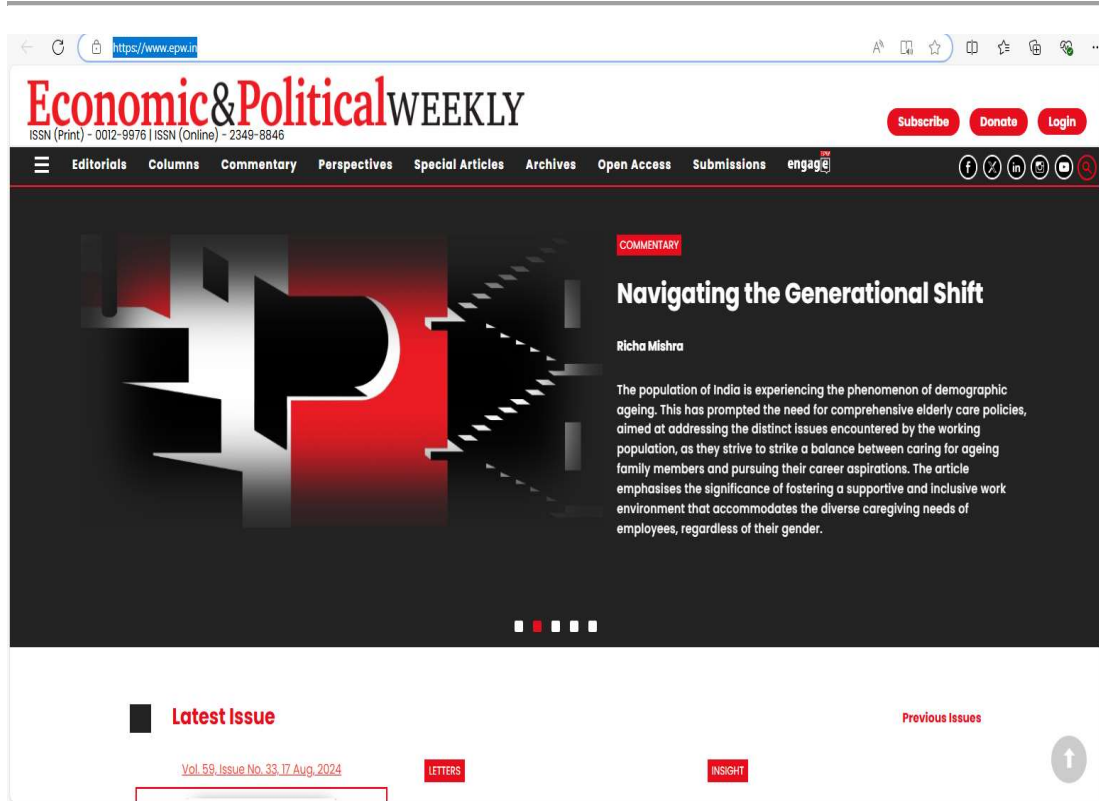 https://www.epw.in
Economic&PoliticalWEEKLY
ISSN (Print) - 0012-9976 | ISSN (Online) - 2349-8846
Subscribe Donate Login
Editorials Columns Commentary Perspectives Special Articles Archives Open Access Submissions engage
COMMENTARY
Navigating the Generational Shift
Richa Mishra
The population of India is experiencing the phenomenon of demographic
ageing. This has prompted the need for comprehensive elderly care policies,
aimed at addressing the distinct issues encountered by the working
population, as they strive to strike a balance between caring for ageing
family members and pursuing their career aspirations. The article
emphasises the significance of fostering a supportive and inclusive work
environment that accommodates the diverse caregiving needs of
employees, regardless of their gender.
Latest Issue
Previous Issues
Vol. 59, Issue No. 33, 17 Aug, 2024
LETTERS
INSIGHT